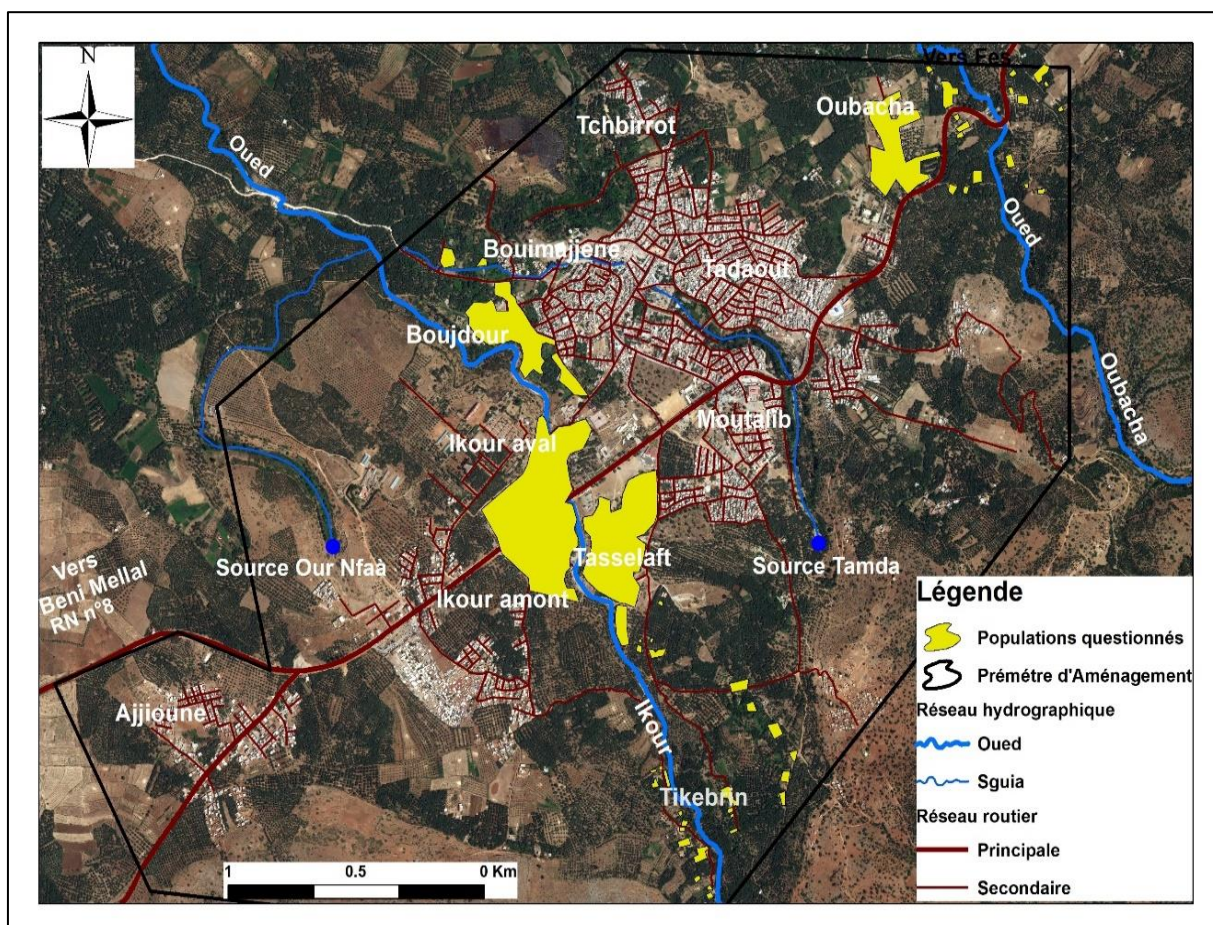 N
Vers Fes
Oubacha
Tchbirrot
Oued
Oued
Bouimajjene
Tadaout
Boujdour
Oubacha
Moutalib
Ikour aval
Tasselaft
Source Our Nfaà
Source Tamda
Vers
Beni Mellal
RN n°8
Ikour amont
Ikour
Ajjioune
Tikebrin
1 0.5 0 Km
Légende
Populations questionnés
Prémétre d'Aménagement
Réseau hydrographique
Oued
Sguia
Réseau routier
Principale
Secondaire